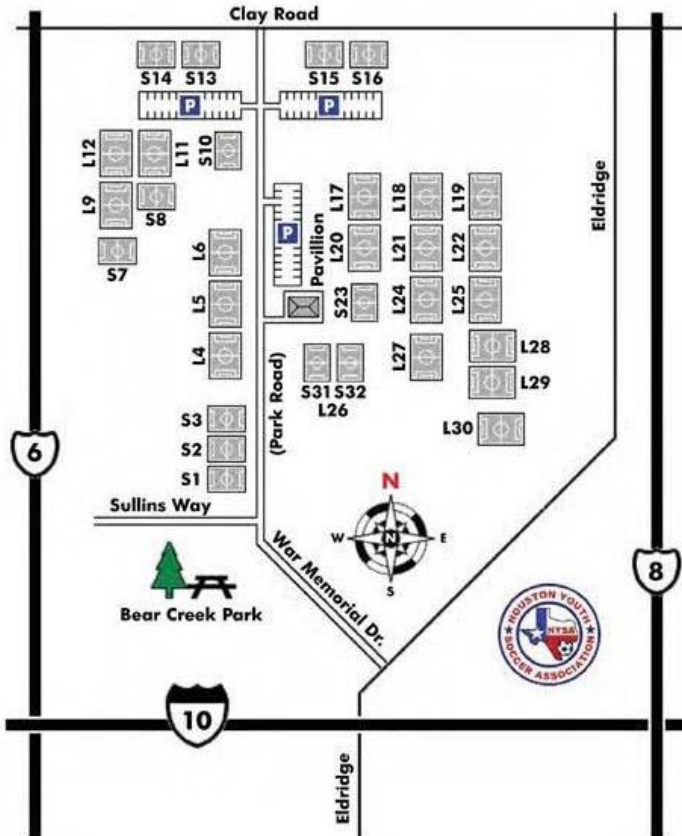 Clay Road
S14 S13
S15 S16
P
P
L12
L11
S10
L9
S8
S7
L17
L18
L19
Eldridge
P
Pavillion
L6
L20
L21
L22
L5
S23
L24
L25
L4
(Park Road)
S31 S32
L26
L27
L28
L29
L30
S3
S2
S1
6
Sullins Way
N
W
N
E
S
War Memorial Dr.
8
Bear Creek Park
HOUSTON YOUTH
HYSA
SOCCER ASSOCIATION
10
Eldridge